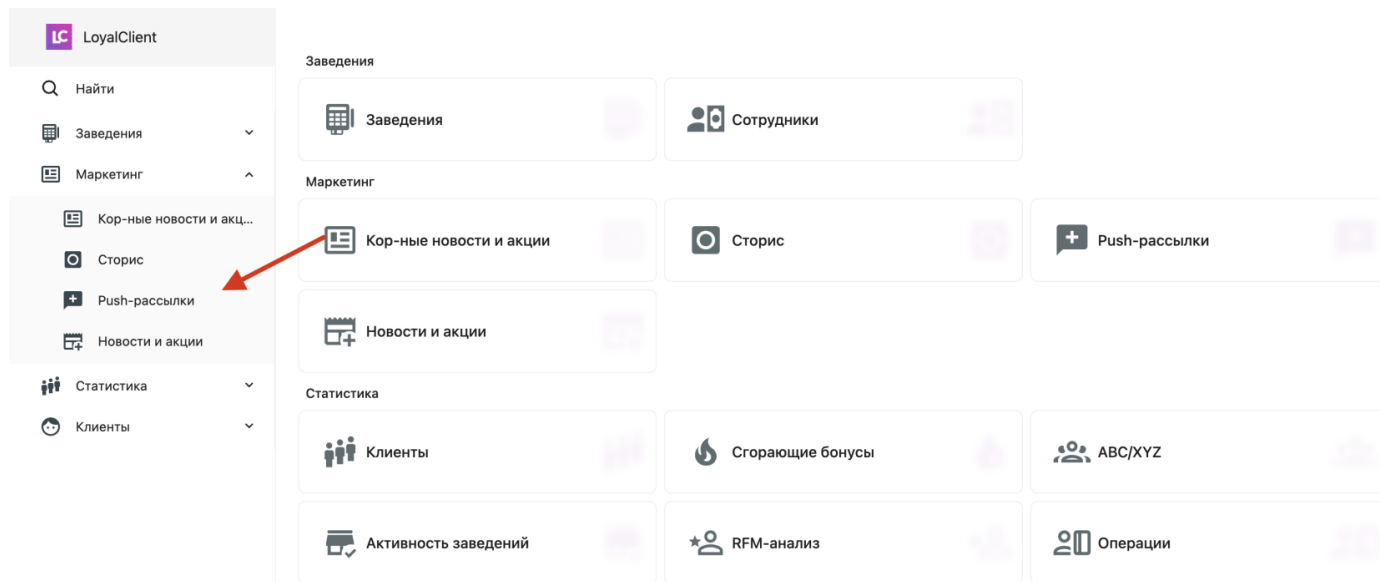 LC LoyalClient
Найти
Заведения
Маркетинг
Кор-ные новости и акц...
Сторис
Push-рассылки
Новости и акции
Статистика
Клиенты
Заведения
Заведения
Сотрудники
Маркетинг
Кор-ные новости и акции
Сторис
Push-рассылки
Новости и акции
Статистика
Клиенты
Сгорающие бонусы
ABC/XYZ
Активность заведений
RFM-анализ
Операции